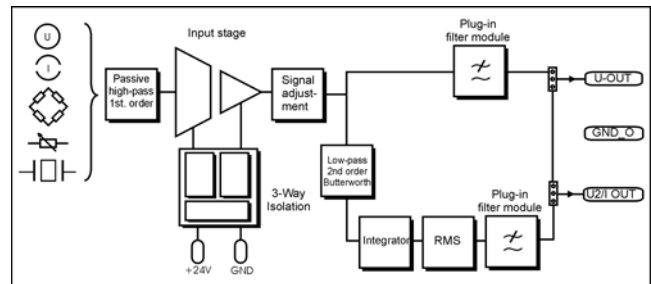 U
I
Input stage
Passive
high-pass
1st. order
Signal
adjust-
ment
Plug-in
filter module
U-OUT
GND_O
Low-pass
2nd order
Butterworth
3-Way
Isolation
+24V
GND
Integrator
RMS
Plug-in
filter module
U2/I OUT